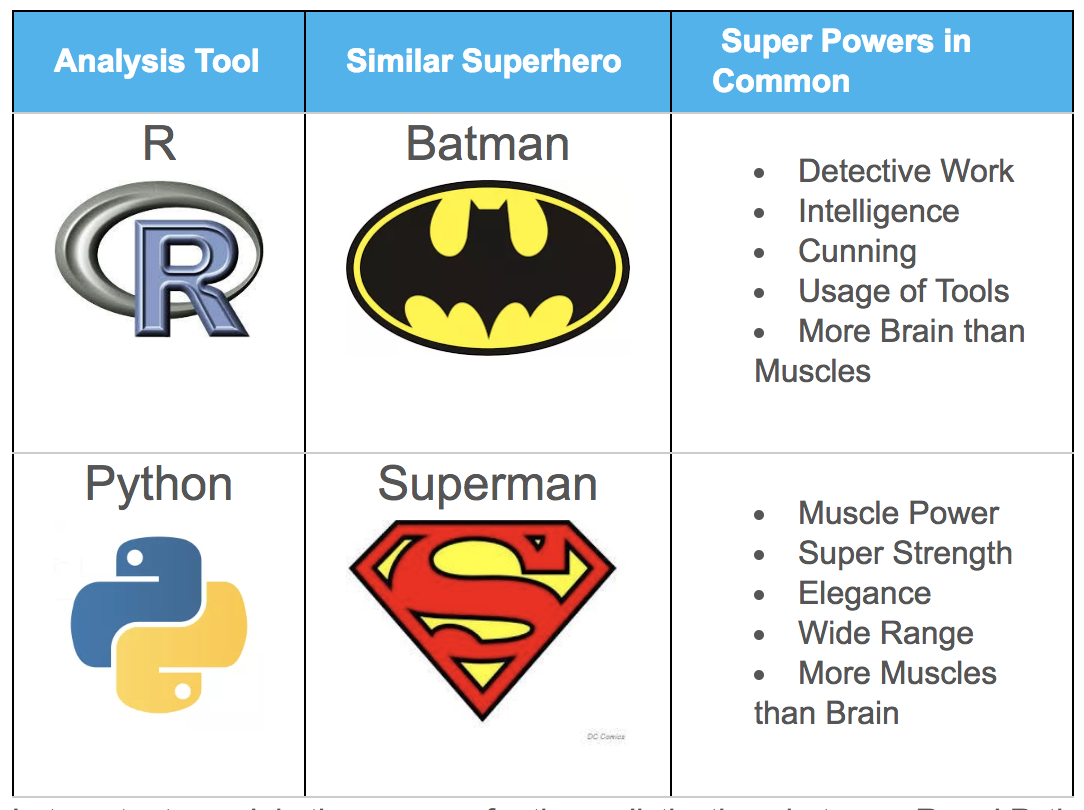 Analysis Tool
Similar Superhero
Super Powers in
Common
R
R
Batman
• Detective Work
• Intelligence
• Cunning
• Usage of Tools
• More Brain than
Muscles
Python
Superman
S
DC Comics
• Muscle Power
• Super Strength
• Elegance
• Wide Range
• More Muscles
than Brain